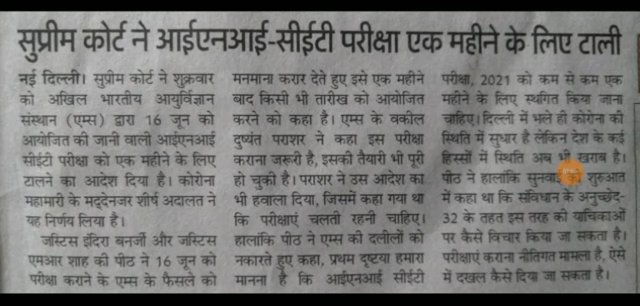 सुप्रीम कोर्ट ने आईएनआई-सीईटी परीक्षा एक महीने के लिए टाली
नई दिल्ली। सुप्रीम कोर्ट ने शुक्रवार
को अखिल भारतीय आयुर्विज्ञान
संस्थान (एम्स) द्वारा 16 जून को
आयोजित की जानी वाली आईएनआई
सीईटी परीक्षा को एक महीने के लिए
टालने का आदेश दिया है। कोरोना
महामारी के मद्देनजर शीर्ष अदालत ने
यह निर्णय लिया है।
जस्टिस इंदिरा बनर्जी और जस्टिस
एमआर शाह की पीठ ने 16 जून को
परीक्षा कराने के एम्स के फैसले को
मनमाना करार देते हुए इसे एक महीने
बाद किसी भी तारीख को आयोजित
करने को कहा है। एम्स के वकील
दुष्यंत पराशर ने कहा इस परीक्षा
कराना जरूरी है, इसकी तैयारी भी पूरी
हो चुकी है। पराशर ने उस आदेश का
भी हवाला दिया, जिसमें कहा गया था
कि परीक्षाएं चलती रहनी चाहिए।
हालांकि पीठ ने एम्स की दलीलों को
नकारते हुए कहा, प्रथम दृष्टया हमारा
मानना है कि आईएनआई सीईटी
परीक्षा, 2021 को कम से कम एक
महीने के लिए स्थगित किया जाना
चाहिए। दिल्ली में भले ही कोरोना की
स्थिति में सुधार है लेकिन देश के कई
हिस्सों में स्थिति अब भी खराब है।
पीठ ने हालांकि सुनवाई की शुरुआत
में कहा था कि संविधान के अनुच्छेद-
32 के तहत इस तरह की याचिकाओं
पर कैसे विचार किया जा सकता है।
परीक्षाएं कराना नीतिगत मामला है, ऐसे
में दखल कैसे दिया जा सकता है।